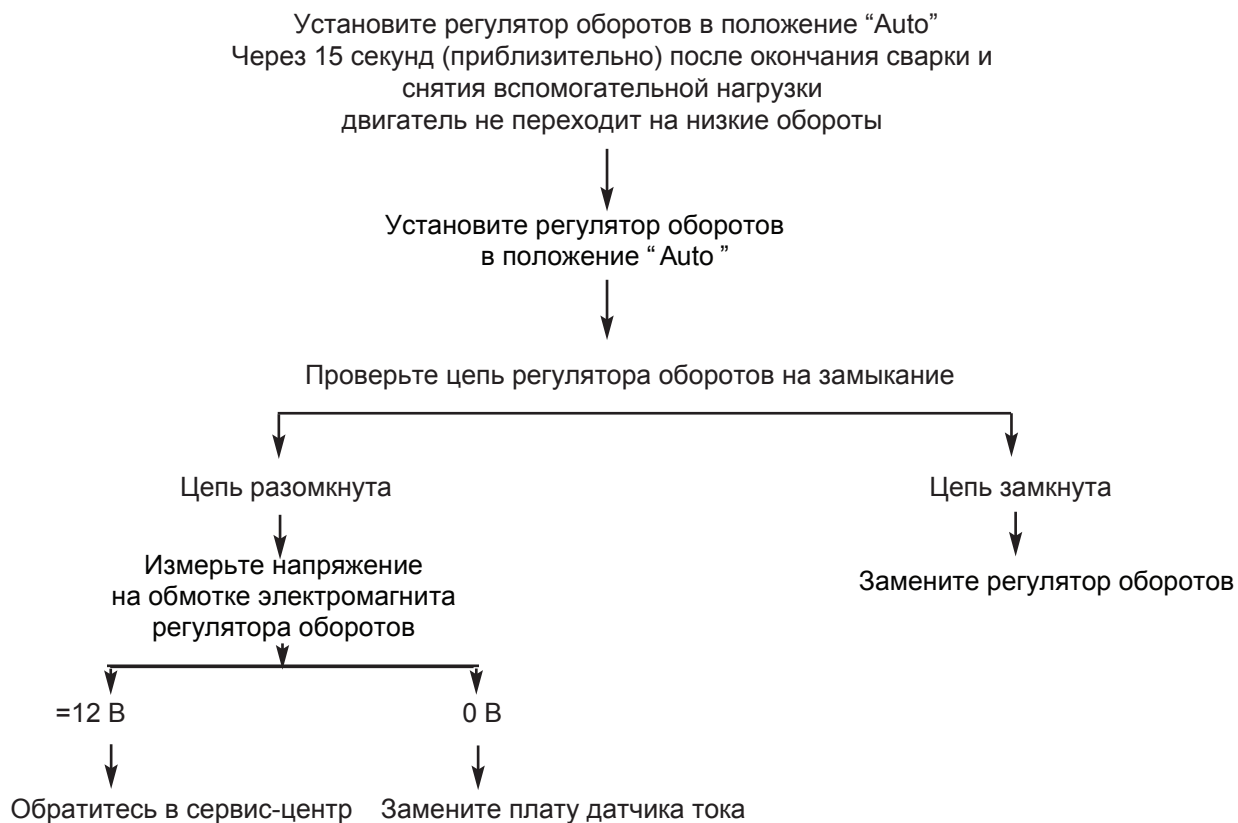 Установите регулятор оборотов в положение “Auto”
Через 15 секунд (приблизительно) после окончания сварки и
снятия вспомогательной нагрузки
двигатель не переходит на низкие обороты
Установите регулятор оборотов
в положение “ Auto ”
Проверьте цепь регулятора оборотов на замыкание
Цепь разомкнута
Цепь замкнута
Измерьте напряжение
на обмотке электромагнита
регулятора оборотов
Замените регулятор оборотов
=12 В
0 В
Обратитесь в сервис-центр
Замените плату датчика тока